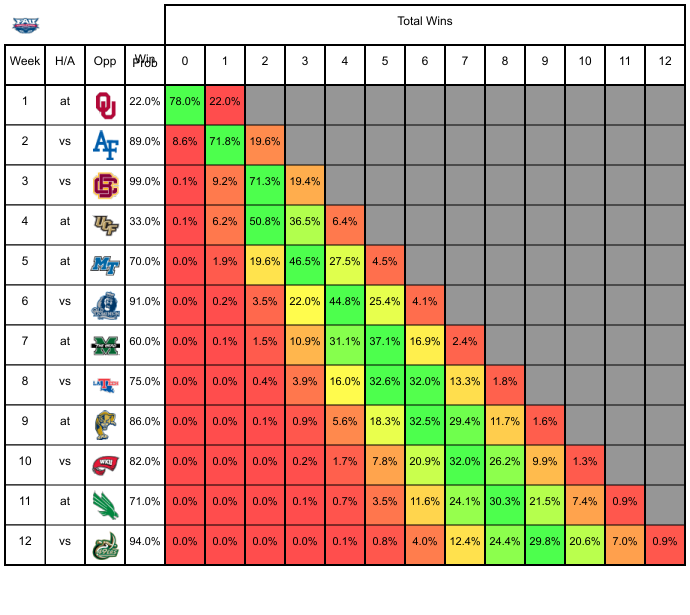 FAU
Total Wins
Week H/A Opp Win Prob 0 1 2 3 4 5 6 7 8 9 10 11 12
1 at OU 22.0% 78.0% 22.0%
2 vs AF 89.0% 8.6% 71.8% 19.6%
3 vs BC 99.0% 0.1% 9.2% 71.3% 19.4%
4 at UCF 33.0% 0.1% 6.2% 50.8% 36.5% 6.4%
5 at MT 70.0% 0.0% 1.9% 19.6% 46.5% 27.5% 4.5%
6 vs 91.0% 0.0% 0.2% 3.5% 22.0% 44.8% 25.4% 4.1%
7 at M 60.0% 0.0% 0.1% 1.5% 10.9% 31.1% 37.1% 16.9% 2.4%
8 vs LA TECH 75.0% 0.0% 0.0% 0.4% 3.9% 16.0% 32.6% 32.0% 13.3% 1.8%
9 at 86.0% 0.0% 0.0% 0.1% 0.9% 5.6% 18.3% 32.5% 29.4% 11.7% 1.6%
10 vs WKU 82.0% 0.0% 0.0% 0.0% 0.2% 1.7% 7.8% 20.9% 32.0% 26.2% 9.9% 1.3%
11 at 71.0% 0.0% 0.0% 0.0% 0.1% 0.7% 3.5% 11.6% 24.1% 30.3% 21.5% 7.4% 0.9%
12 vs 94.0% 0.0% 0.0% 0.0% 0.0% 0.1% 0.8% 4.0% 12.4% 24.4% 29.8% 20.6% 7.0% 0.9%